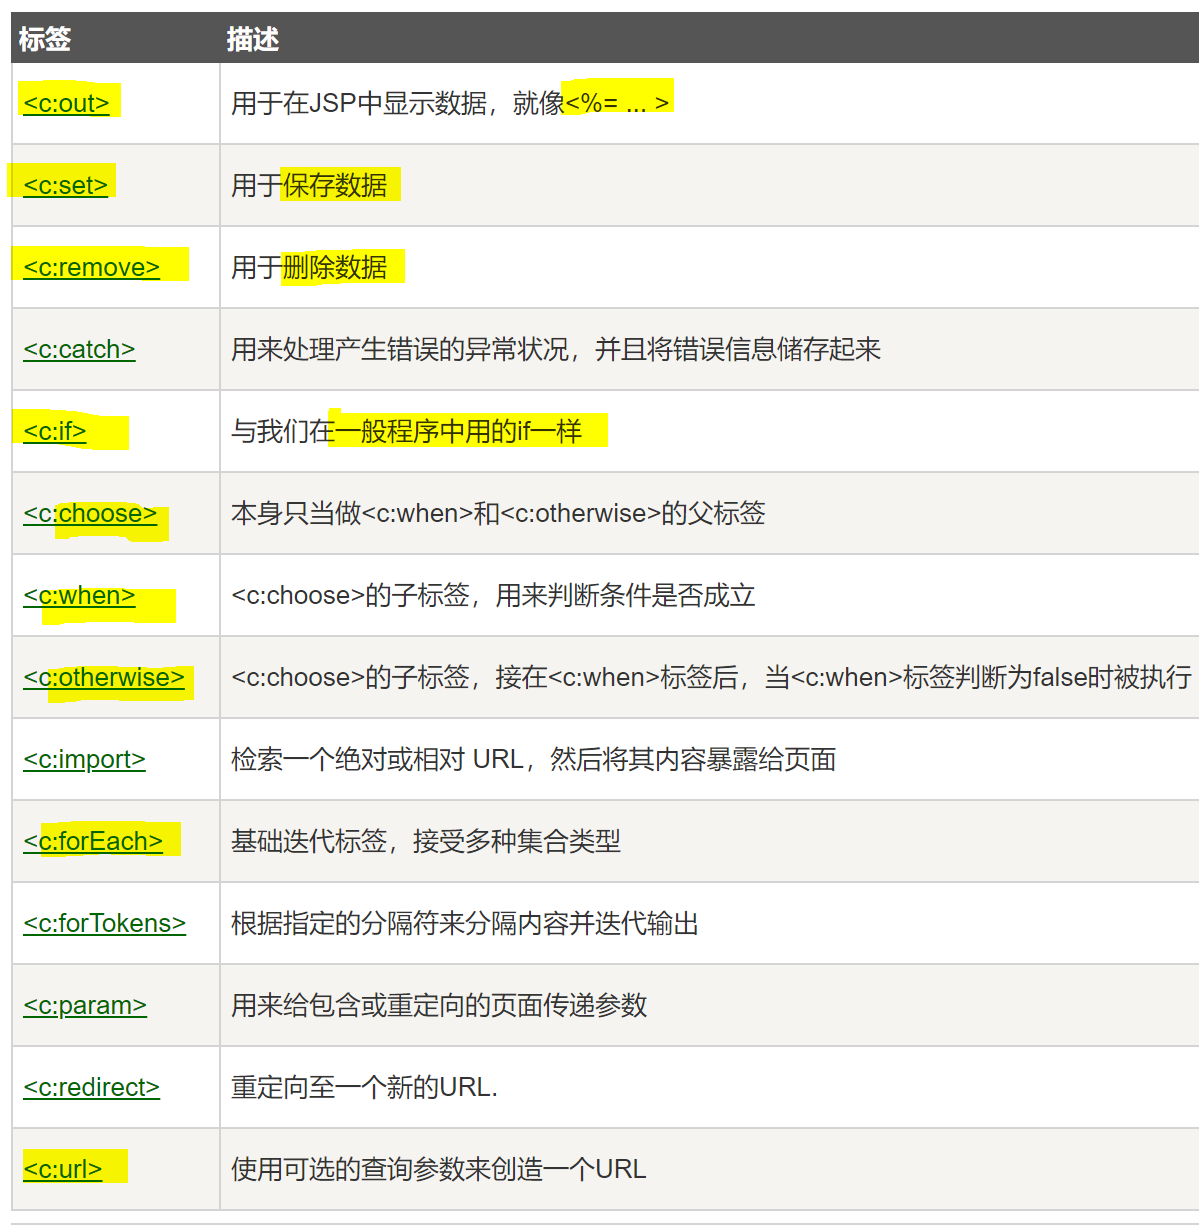 标签 描述
<c:out> 用于在JSP中显示数据，就像<%= ... >
<c:set> 用于保存数据
<c:remove> 用于删除数据
<c:catch> 用来处理产生错误的异常状况，并且将错误信息储存起来
<c:if> 与我们在一般程序中用的if一样
<c:choose> 本身只当做<c:when>和<c:otherwise>的父标签
<c:when> <c:choose>的子标签，用来判断条件是否成立
<c:otherwise> <c:choose>的子标签，接在<c:when>标签后，当<c:when>标签判断为false时被执行
<c:import> 检索一个绝对或相对 URL，然后将其内容暴露给页面
<c:forEach> 基础迭代标签，接受多种集合类型
<c:forTokens> 根据指定的分隔符来分隔内容并迭代输出
<c:param> 用来给包含或重定向的页面传递参数
<c:redirect> 重定向至一个新的URL.
<c:url> 使用可选的查询参数来创造一个URL